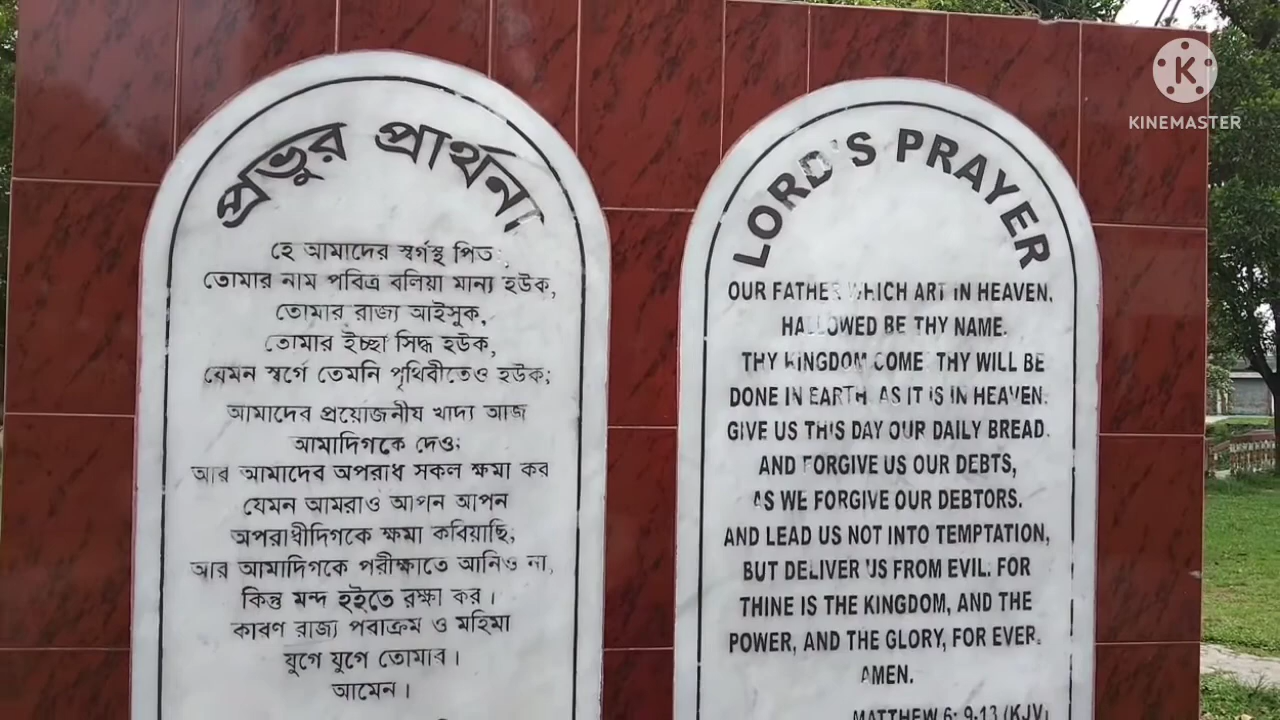 প্রভুর প্রার্থনা
হে আমাদের স্বর্গস্থ পিতঃ,
তোমার নাম পবিত্র বলিয়া মান্য হউক,
তোমার রাজ্য আইসুক,
তোমার ইচ্ছা সিদ্ধ হউক,
যেমন স্বর্গে তেমনি পৃথিবীতেও হউক;
আমাদের প্রয়োজনীয় খাদ্য আজ
আমাদিগকে দেও;
আর আমাদের অপরাধ সকল ক্ষমা কর
যেমন আমরাও আপন আপন
অপরাধীদিগকে ক্ষমা করিয়াছি;
আর আমাদিগকে পরীক্ষাতে আনিও না,
কিন্তু মন্দ হইতে রক্ষা কর।
কারণ রাজ্য পরাক্রম ও মহিমা
যুগে যুগে তোমার।
আমেন।
LORD'S PRAYER
OUR FATHER WHICH ART IN HEAVEN,
HALLOWED BE THY NAME.
THY KINGDOM COME THY WILL BE
DONE IN EARTH, AS IT IS IN HEAVEN.
GIVE US THIS DAY OUR DAILY BREAD.
AND FORGIVE US OUR DEBTS,
AS WE FORGIVE OUR DEBTORS.
AND LEAD US NOT INTO TEMPTATION,
BUT DELIVER US FROM EVIL. FOR
THINE IS THE KINGDOM, AND THE
POWER, AND THE GLORY, FOR EVER.
AMEN.
MATTHEW 6: 9-13 (KJV)
KINEMASTER